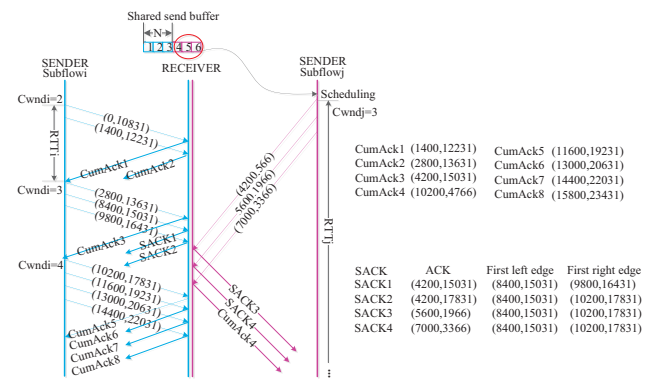 Shared send buffer
N
1 2 3 4 5 6
SENDER
Subflowi
RECEIVER
SENDER
Subflowj
Scheduling
Cwndi=2
Cwndj=3
(0,10831)
(1400,12231)
RTTi
CumAck1
CumAck2
Cwndi=3
(4200,566)
(5600,1966)
(7000,3366)
CumAck1 (1400,12231)
CumAck2 (2800,13631)
CumAck3 (4200,15031)
CumAck4 (10200,4766)
CumAck5 (11600,19231)
CumAck6 (13000,20631)
CumAck7 (14400,22031)
CumAck8 (15800,23431)
(2800,13631)
(8400,15031)
(9800,16431)
RTTj
CumAck3
SACK1
SACK2
Cwndi=4
(10200,17831)
(11600,19231)
(13000,20631)
(14400,22031)
SACK3
SACK4
CumAck4
CumAck5
CumAck6
CumAck7
CumAck8
SACK ACK First left edge First right edge
SACK1 (4200,15031) (8400,15031) (9800,16431)
SACK2 (4200,17831) (8400,15031) (10200,17831)
SACK3 (5600,1966) (8400,15031) (10200,17831)
SACK4 (7000,3366) (8400,15031) (10200,17831)
...